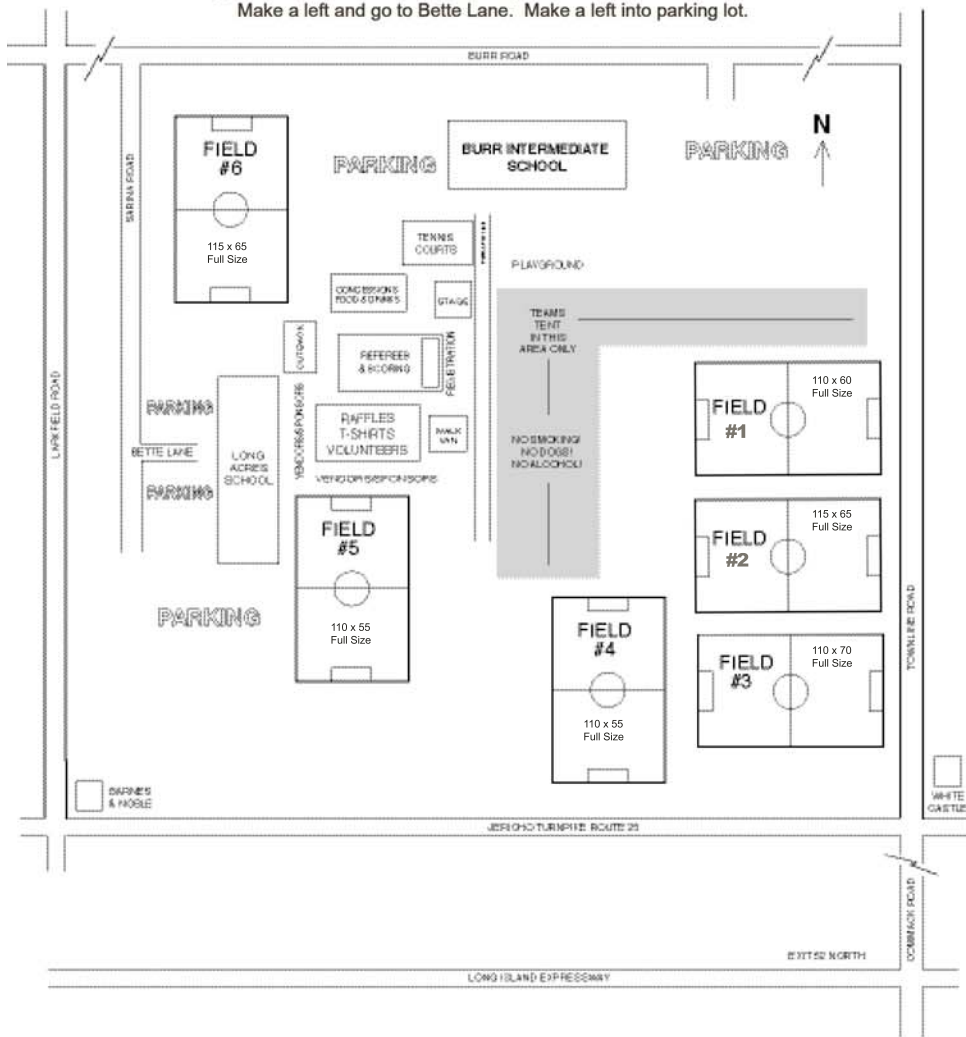 Make a left and go to Bette Lane. Make a left into parking lot.
BURR ROAD
N
FIELD
#6
115 x 65
Full Size
PARKING
BURR INTERMEDIATE
SCHOOL
PARKING
SARINA ROAD
TENNIS
COURTS
PLAYGROUND
CONCESSIONS
FOOD & DRINKS
STAGE
TEAMS
TENT
IN THIS
AREA ONLY
REFEREES
& SCORING
REGISTRATION
LARKFIELD ROAD
PARKING
BETTE LANE
PARKING
LONG
ACRES
SCHOOL
VENDORS/SPONSORS
RAFFLES
T-SHIRTS
VOLUNTEERS
VAN
VENDORS/SPONSORS
NO SMOKING!
NO DOGS!
NO ALCOHOL!
FIELD
#1
110 x 60
Full Size
FIELD
#2
115 x 65
Full Size
FIELD
#5
110 x 55
Full Size
PARKING
FIELD
#4
110 x 55
Full Size
FIELD
#3
110 x 70
Full Size
TOWNLINE ROAD
BARNES
& NOBLE
WHITE
CASTLE
JERICHO TURNPIKE ROUTE 25
COMMACK ROAD
EXIT 52 NORTH
LONG ISLAND EXPRESSWAY